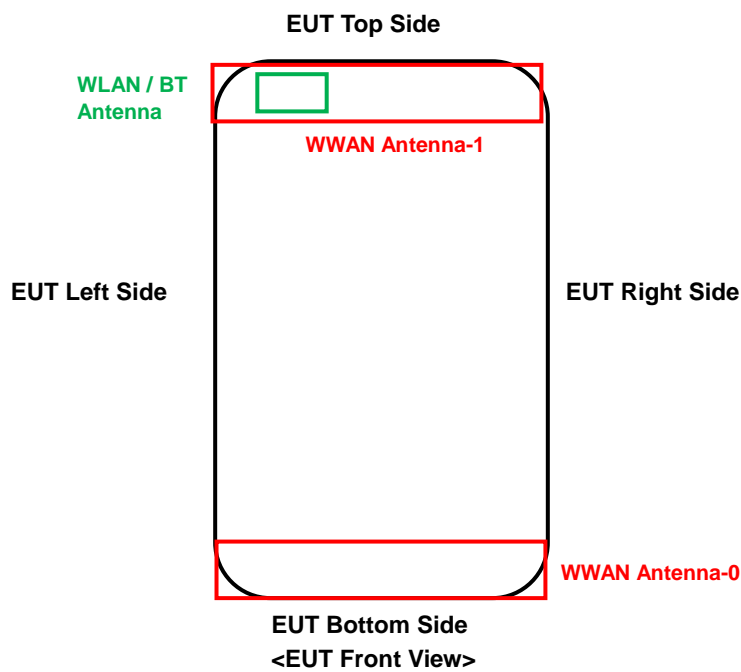 EUT Top Side
WLAN / BT
Antenna
WWAN Antenna-1
EUT Left Side
EUT Right Side
WWAN Antenna-0
EUT Bottom Side
<EUT Front View>